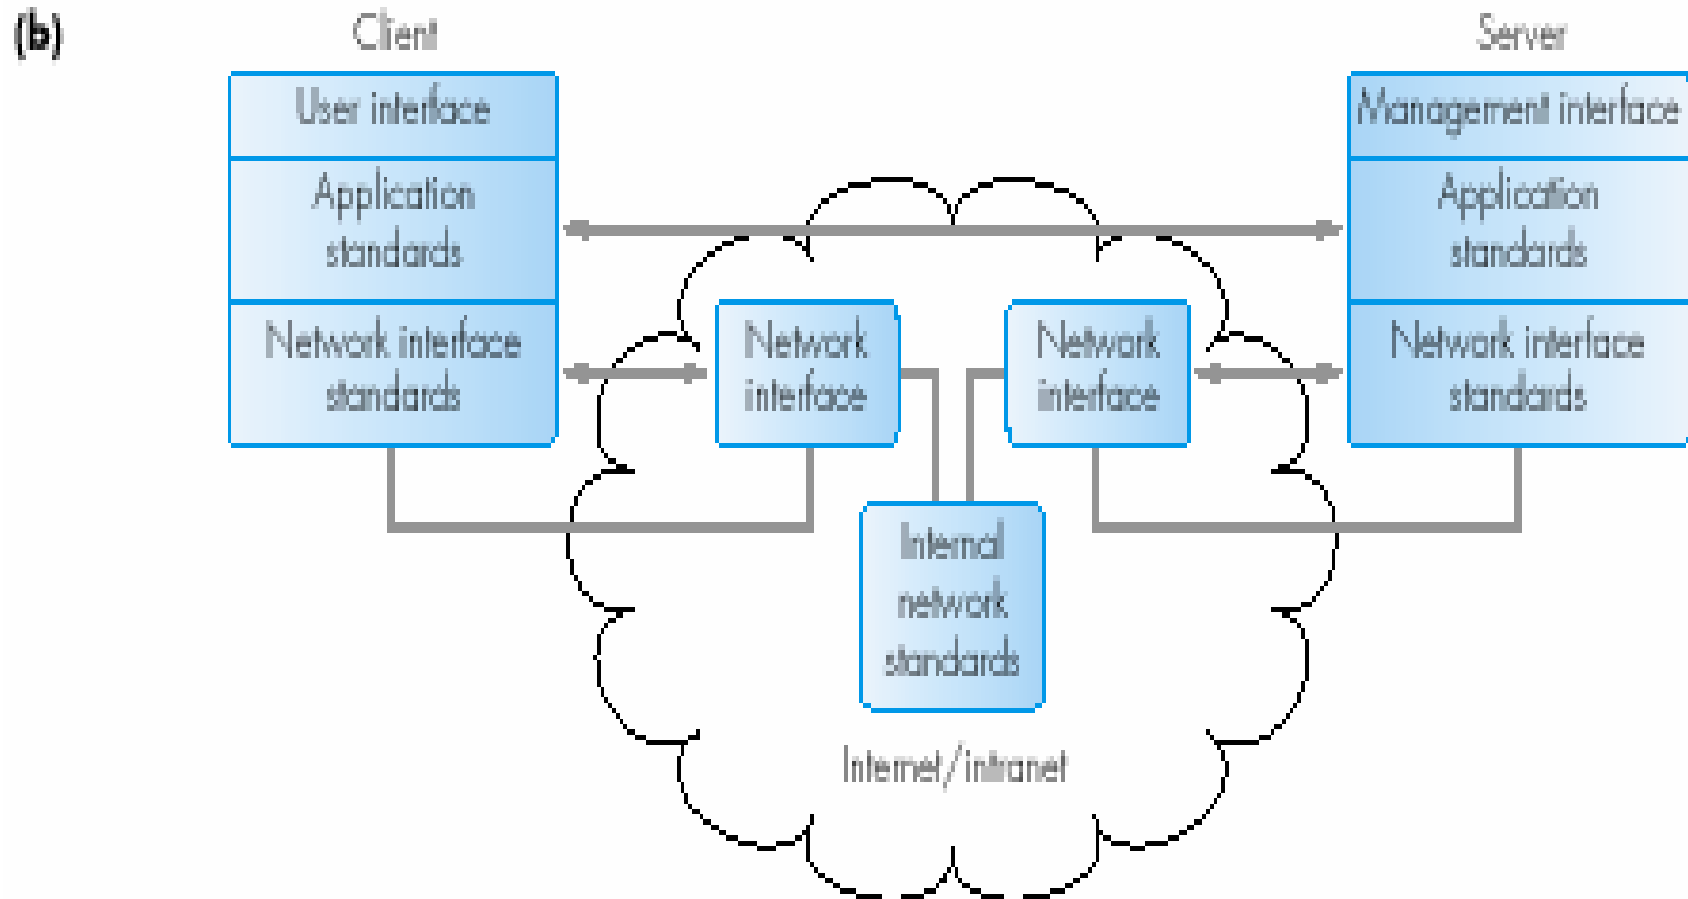 (b)
Client
Server
User interface
Application
standards
Network interface
standards
Management interface
Application
standards
Network interface
standards
Network
interface
Network
interface
Internal
network
standards
Internet/intranet